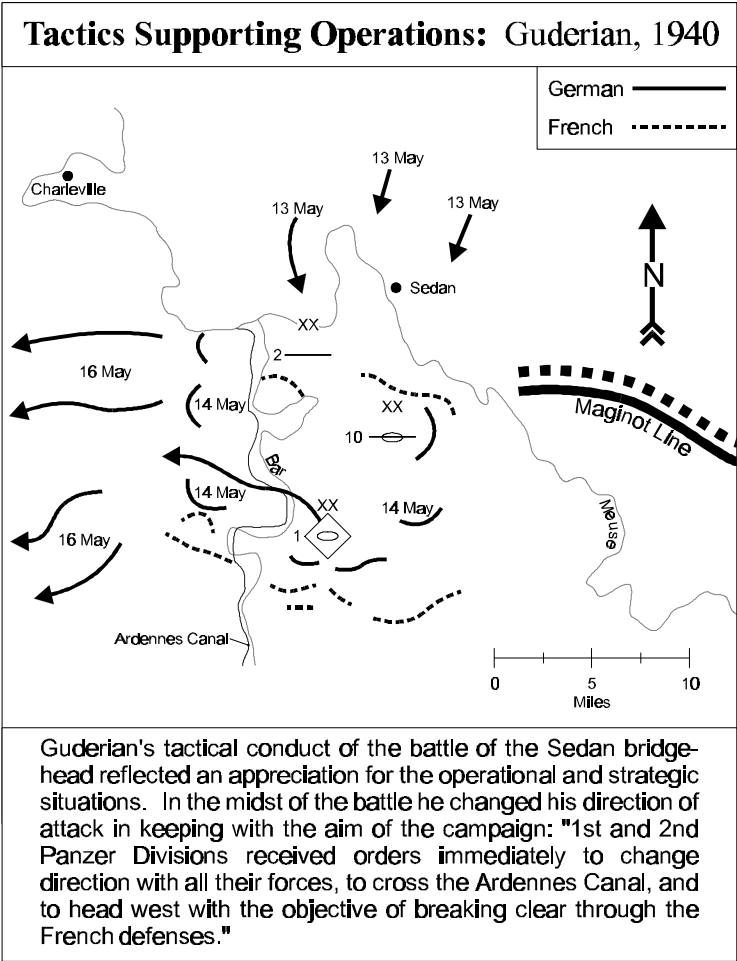 Tactics Supporting Operations: Guderian, 1940
German
French
13 May
Charleville
13 May
13 May
N
Sedan
XX
2
16 May
14 May
XX
10
Maginot Line
Bar
14 May
XX
14 May
1
16 May
Meuse
Ardennes Canal
0 5 10
Miles
Guderian's tactical conduct of the battle of the Sedan bridge-
head reflected an appreciation for the operational and strategic
situations. In the midst of the battle he changed his direction of
attack in keeping with the aim of the campaign: "1st and 2nd
Panzer Divisions received orders immediately to change
direction with all their forces, to cross the Ardennes Canal, and
to head west with the objective of breaking clear through the
French defenses."